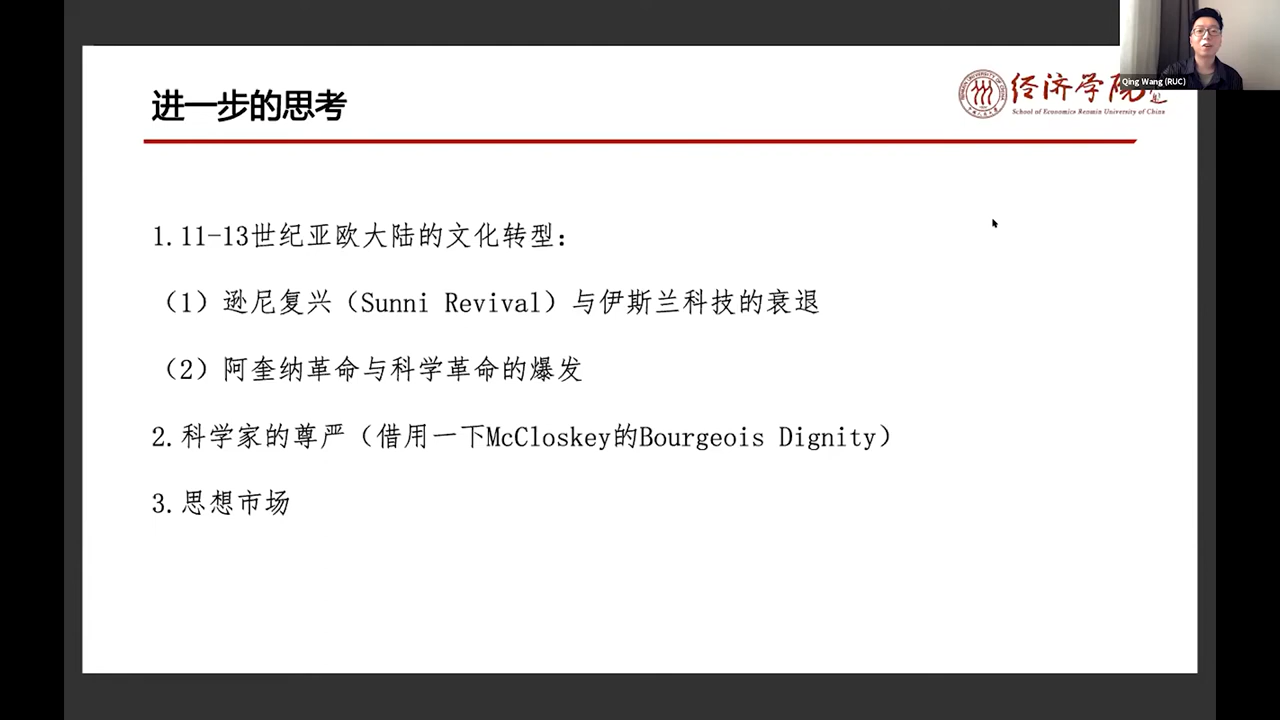 Qing Wang (RUC)
进一步的思考
经济学院
School of Economics Renmin University of China
1.11-13世纪亚欧大陆的文化转型：
（1）逊尼复兴（Sunni Revival）与伊斯兰科技的衰退
（2）阿奎纳革命与科学革命的爆发
2.科学家的尊严（借用一下McCloskey的Bourgeois Dignity）
3.思想市场